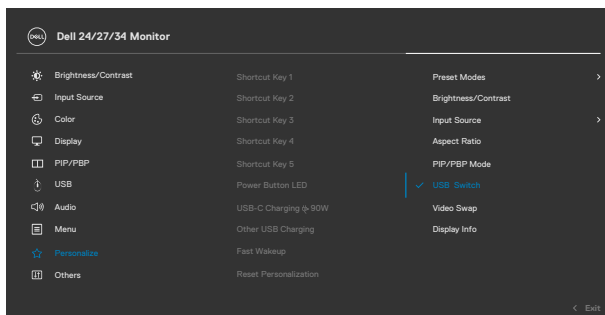 DELL Dell 24/27/34 Monitor
Brightness/Contrast Shortcut Key 1 Preset Modes >
Input Source Shortcut Key 2 Brightness/Contrast
Color Shortcut Key 3 Input Source >
Display Shortcut Key 4 Aspect Ratio
PIP/PBP Shortcut Key 5 PIP/PBP Mode
USB Power Button LED ✓ USB Switch
Audio USB-C Charging 90W Video Swap
Menu Other USB Charging Display Info
Personalize Fast Wakeup
Others Reset Personalization
< Exit